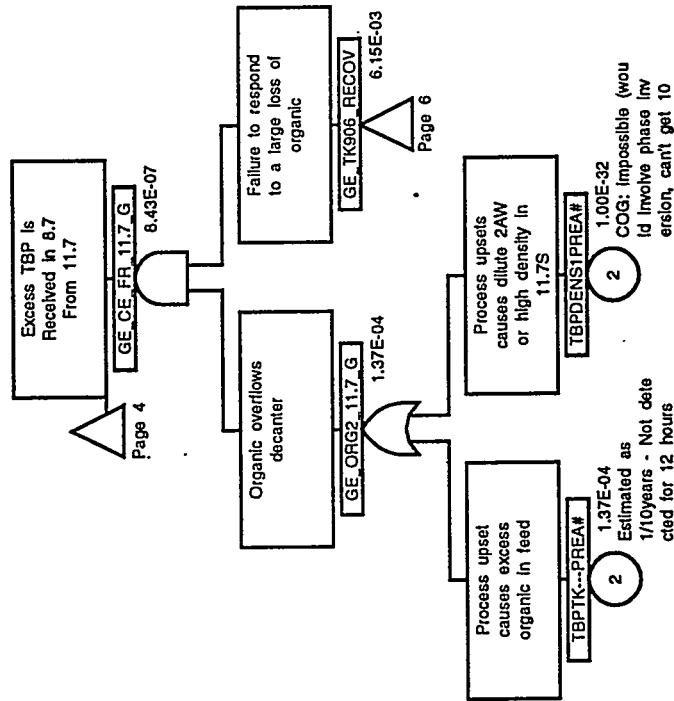 Excess TBP Is
Received in 8.7
From 11.7
GE_CE_FR_11.7_G
8.43E-07
Page 4
Organic overflows
decanter
GE_ORG2_11.7_G
1.37E-04
Failure to respond
to a large loss of
organic
GE_TK906_RECOV
6.15E-03
Page 6
Process upset
causes excess
organic in feed
TBPTK---PREA#
2
1.37E-04
Estimated as
1/10years - Not dete
cted for 12 hours
Process upsets
causes dilute 2AW
or high density in
11.7S
TBPDENS1PREA#
2
1.00E-32
COG: Impossible (wou
ld involve phase inv
ersion, can't get 10